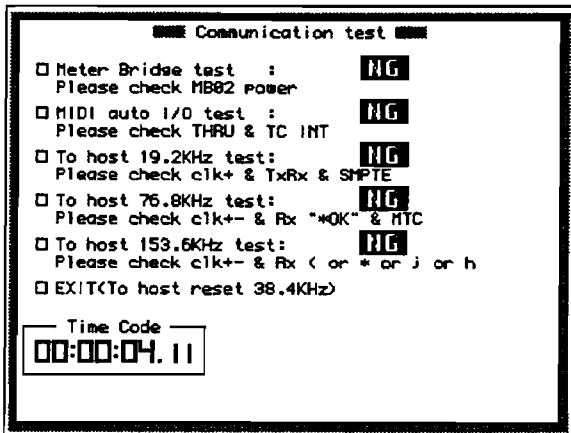 Communication test
Meter Bridge test : NG
Please check MB02 power
MIDI auto I/O test : NG
Please check THRU & TC INT
To host 19.2KHz test: NG
Please check clk+ & TxRx & SMPTE
To host 76.8KHz test: NG
Please check clk+- & Rx "*OK" & MTC
To host 153.6KHz test: NG
Please check clk+- & Rx < or * or j or h
EXIT(To host reset 38.4KHz)
Time Code
00:00:04.11